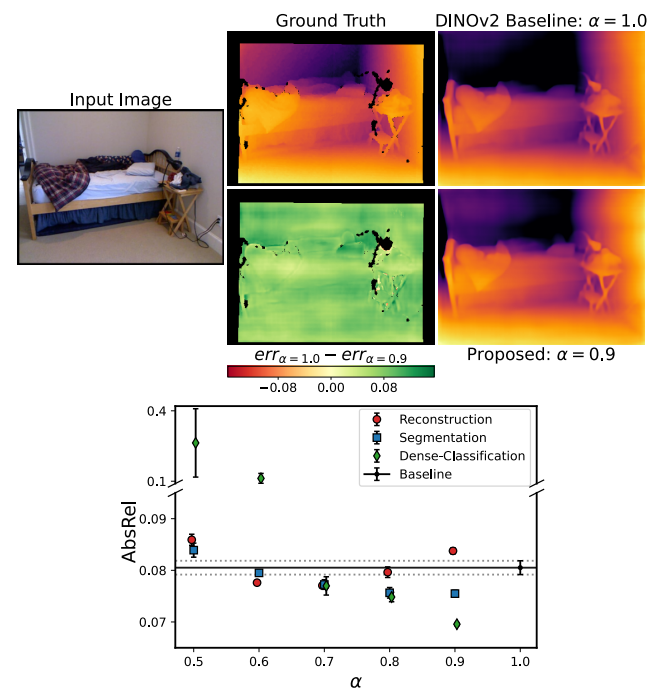 Ground Truth
DINOv2 Baseline: α = 1.0
Input Image
err_{α=1.0} − err_{α=0.9}
Proposed: α = 0.9
−0.08
0.00
0.08
0.4
0.1
0.09
0.08
0.07
AbsRel
Reconstruction
Segmentation
Dense-Classification
Baseline
0.5
0.6
0.7
0.8
0.9
1.0
α